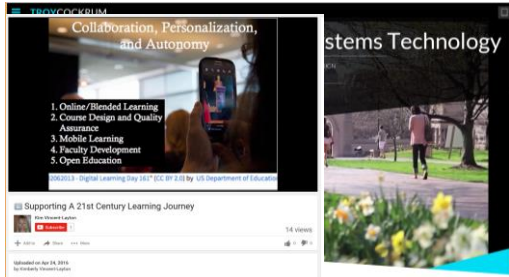 TROYCOCKRUM
Collaboration, Personalization,
and Autonomy
1. Online/Blended Learning
2. Course Design and Quality
Assurance
3. Mobile Learning
4. Faculty Development
5. Open Education
2062013 - Digital Learning Day 161" (CC BY 2.0) by US Department of Education
Supporting A 21st Century Learning Journey
Kim Vincent-Layton
Subscribe
14 views
Add to Share More
Uploaded on Apr 24, 2016
by Kimberly Vincent-Layton
stems Technology